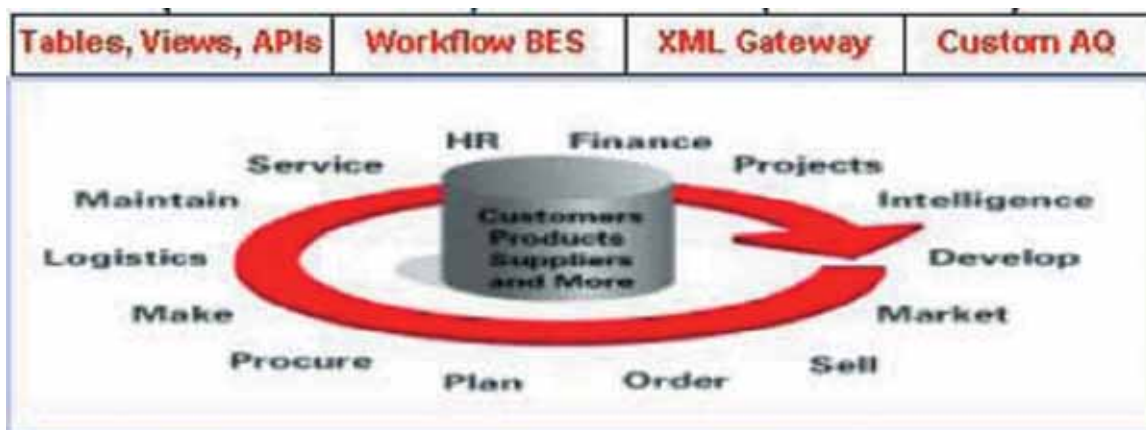 Tables, Views, APIs
Workflow BES
XML Gateway
Custom AQ
HR
Finance
Service
Projects
Maintain
Intelligence
Customers
Products
Suppliers
and More
Logistics
Develop
Make
Market
Procure
Sell
Plan
Order